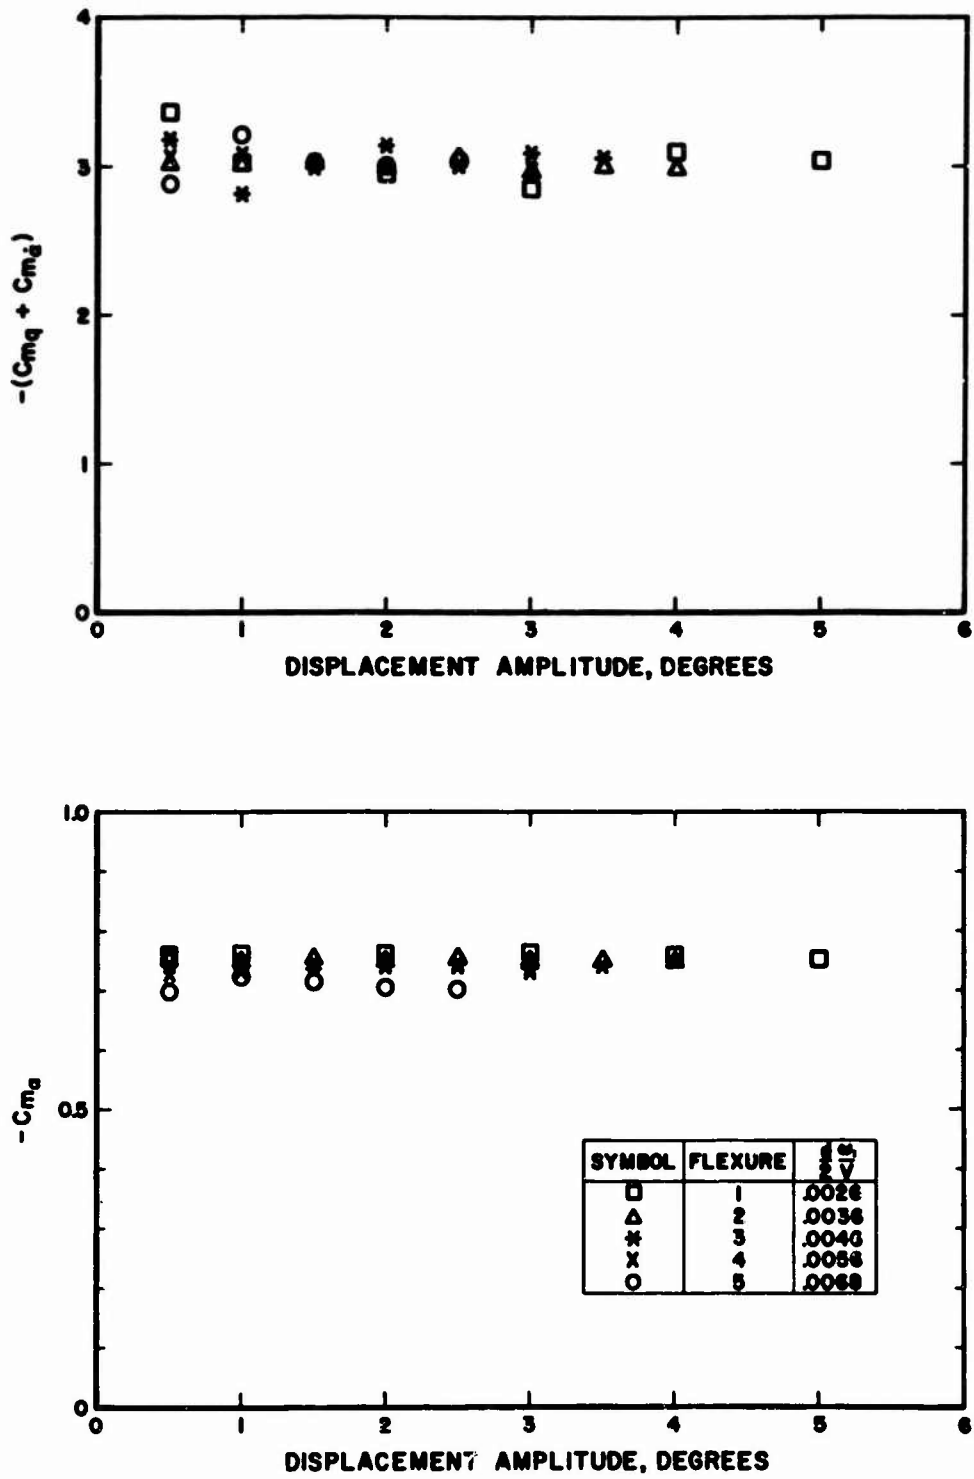 4
3
2
1
0
-(Cmq + Cmα̇)
0 1 2 3 4 5 6
DISPLACEMENT AMPLITUDE, DEGREES
1.0
0.5
0
-Cmα
SYMBOL FLEXURE
□ 1 .0026
△ 2 .0036
* 3
X 4 .0056
○ 5 .0068
0 1 2 3 4 5 6
DISPLACEMENT AMPLITUDE, DEGREES